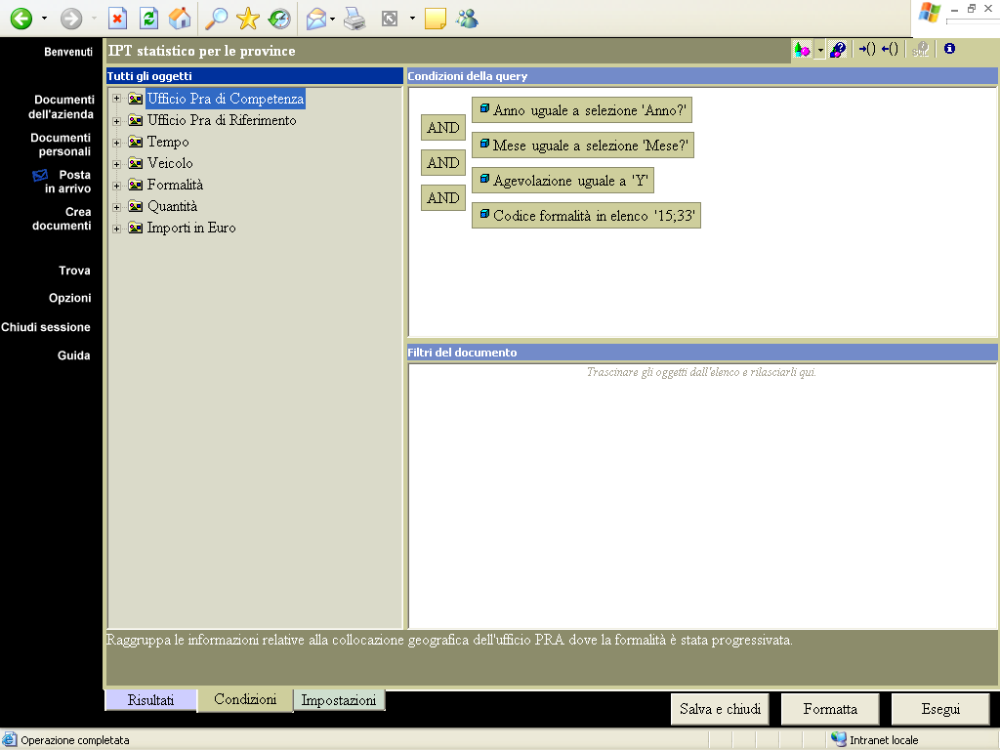 Benvenuti
Documenti
dell'azienda
Documenti
personali
Posta
in arrivo
Crea
documenti
Trova
Opzioni
Chiudi sessione
Guida
IPT statistico per le province
Tutti gli oggetti
Ufficio Pra di Competenza
Ufficio Pra di Riferimento
Tempo
Veicolo
Formalità
Quantità
Importi in Euro
Condizioni della query
Anno uguale a selezione 'Anno?'
AND
Mese uguale a selezione 'Mese?'
AND
Agevolazione uguale a 'Y'
AND
Codice formalità in elenco '15;33'
Filtri del documento
Trascinare gli oggetti dall'elenco e rilasciarli qui.
Raggruppa le informazioni relative alla collocazione geografica dell'ufficio PRA dove la formalità è stata progressivata.
Risultati
Condizioni
Impostazioni
Salva e chiudi
Formatta
Esegui
Operazione completata
Intranet locale